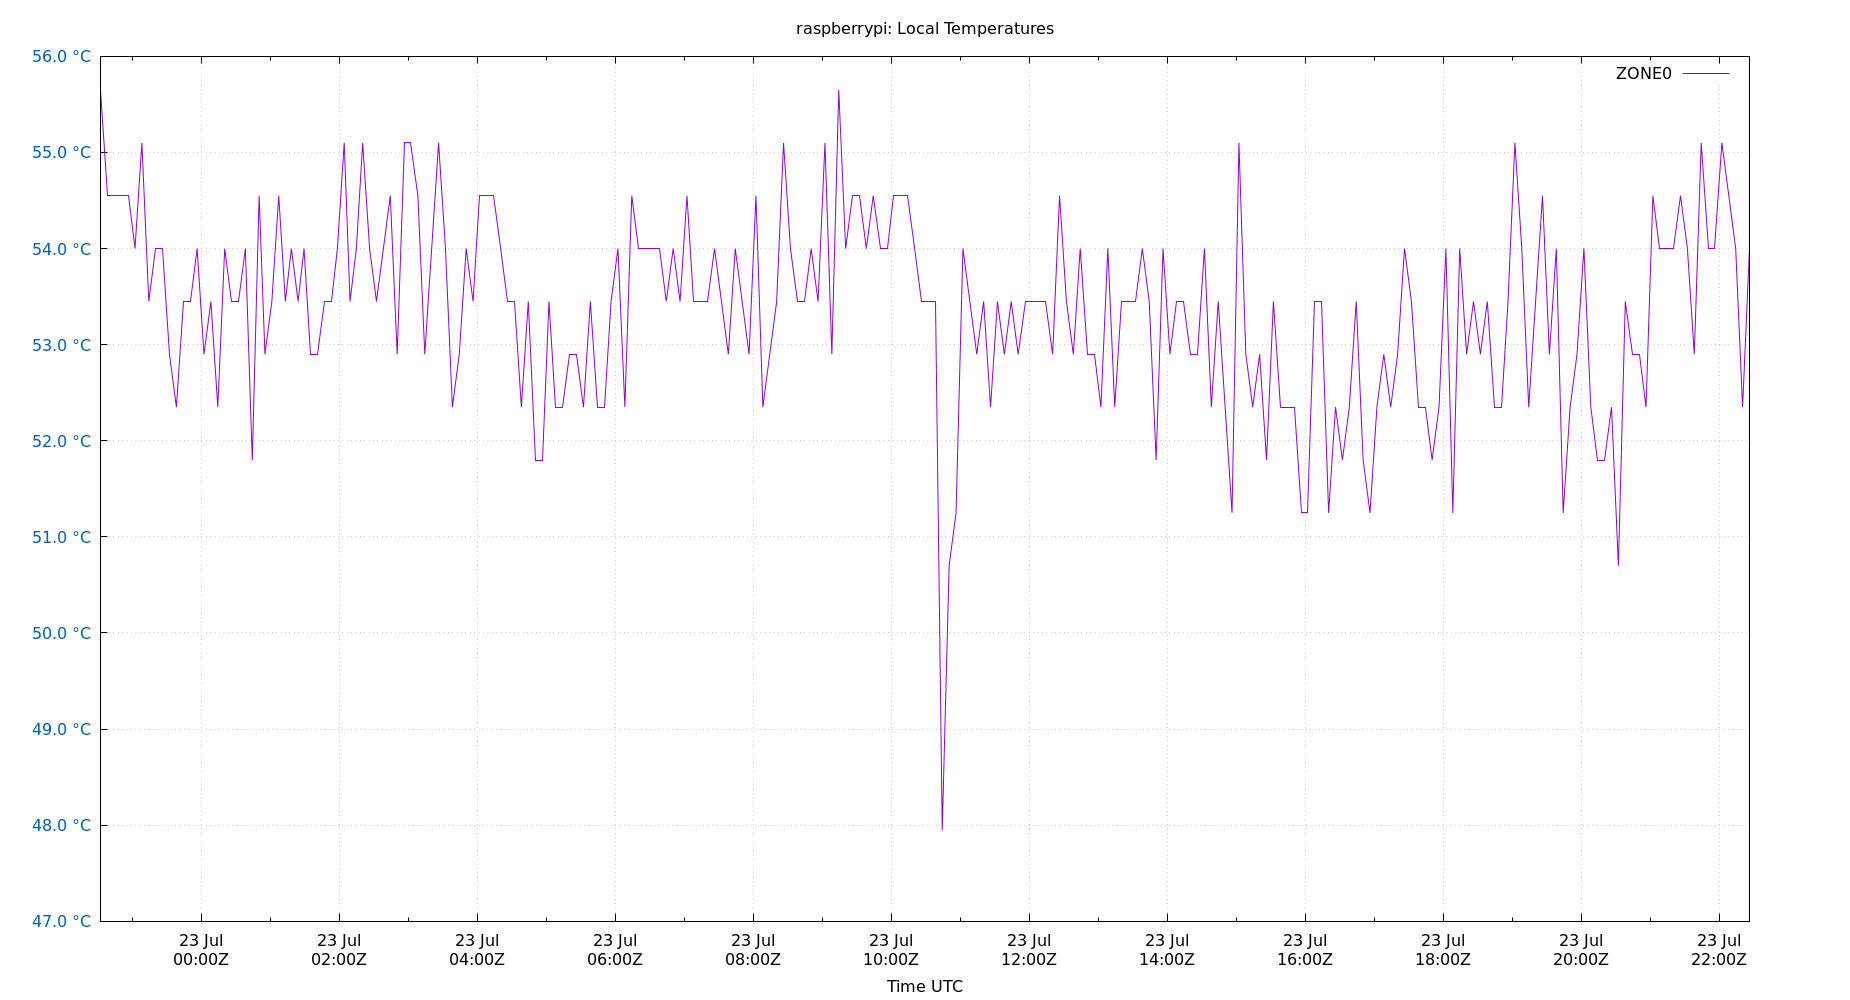 raspberrypi: Local Temperatures
56.0 °C
ZONE0
55.0 °C
54.0 °C
53.0 °C
52.0 °C
51.0 °C
50.0 °C
49.0 °C
48.0 °C
47.0 °C
23 Jul 23 Jul 23 Jul 23 Jul 23 Jul 23 Jul 23 Jul 23 Jul 23 Jul 23 Jul 23 Jul 23 Jul
00:00Z 02:00Z 04:00Z 06:00Z 08:00Z 10:00Z 12:00Z 14:00Z 16:00Z 18:00Z 20:00Z 22:00Z
Time UTC